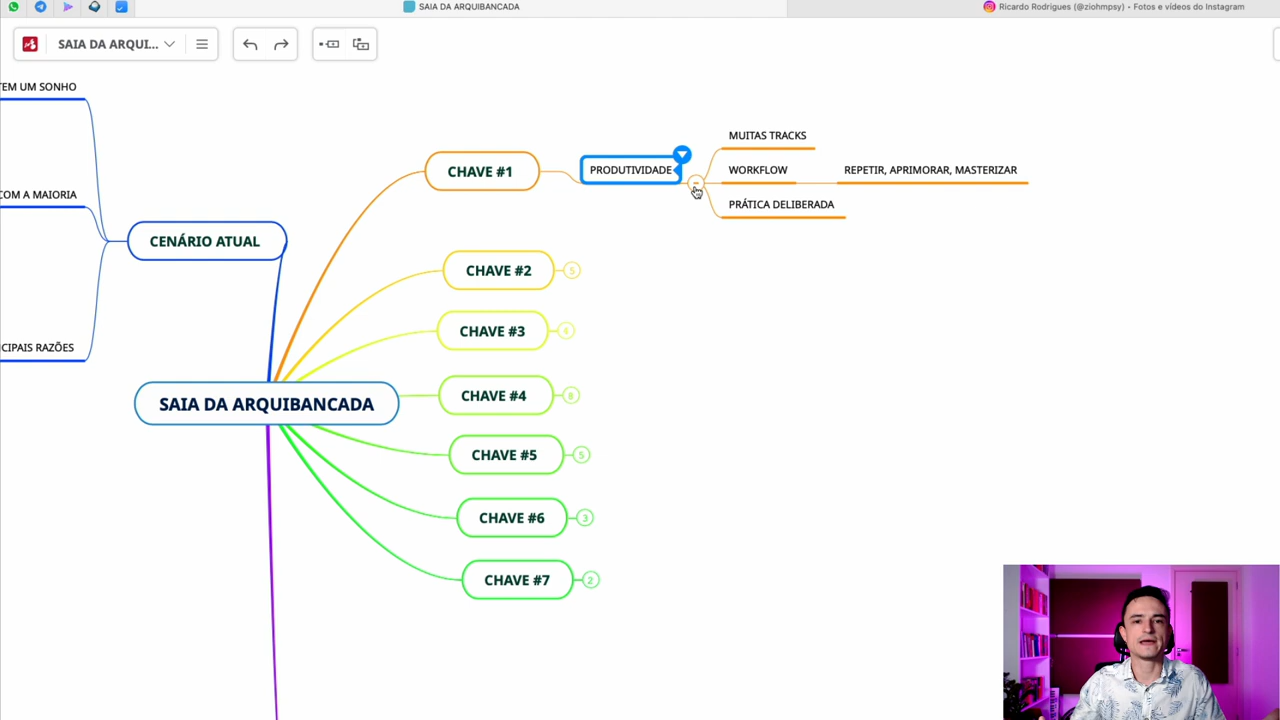 SAIA DA ARQUIBANCADA
Ricardo Rodrigues (@ziohmpsy) • Fotos e vídeos do Instagram
SAIA DA ARQUI...
TEM UM SONHO
COM A MAIORIA
CIPAIS RAZÕES
CENÁRIO ATUAL
SAIA DA ARQUIBANCADA
CHAVE #1
PRODUTIVIDADE
MUITAS TRACKS
WORKFLOW
REPETIR, APRIMORAR, MASTERIZAR
PRÁTICA DELIBERADA
CHAVE #2
5
CHAVE #3
CHAVE #4
8
CHAVE #5
5
CHAVE #6
3
CHAVE #7
2